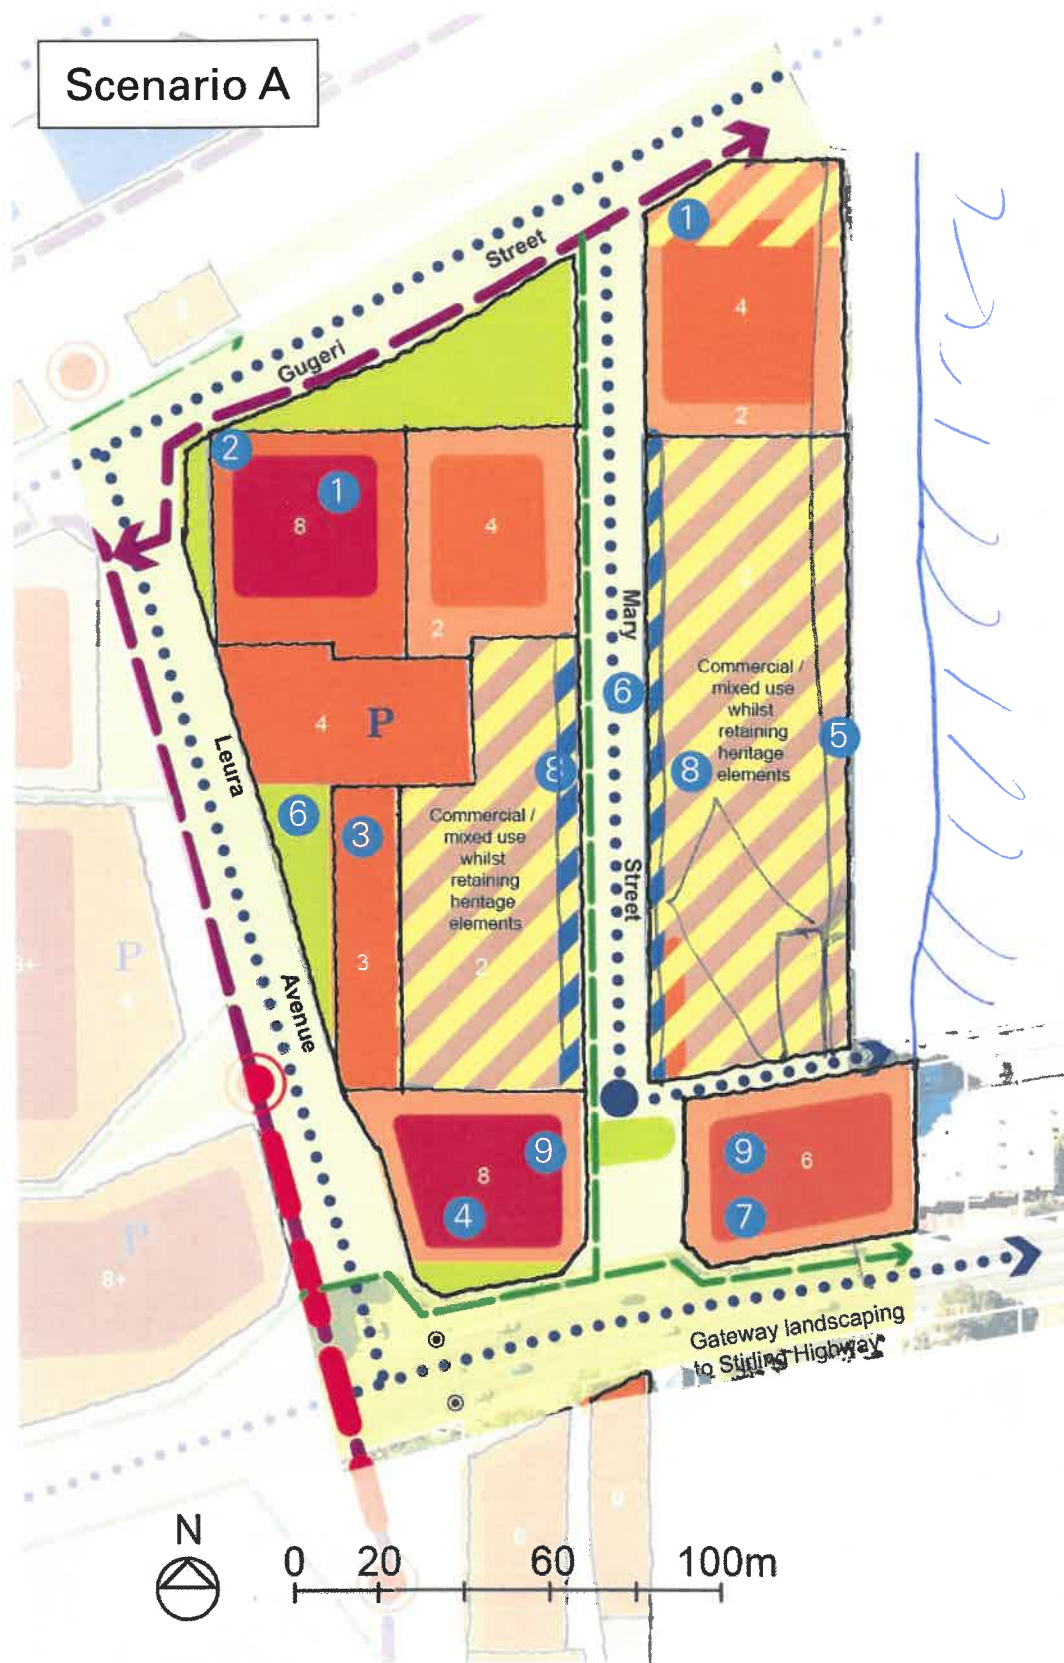 Scenario A
Gugeri
Street
1
4
2
2
1
8
4
2
Mary
Street
6
4
P
Commercial /
mixed use
whilst
retaining
heritage
elements
5
8
8
Leura
Avenue
6
3
3
Commercial /
mixed use
whilst
retaining
heritage
elements
2
P
8+
P
9
8
4
9
6
7
Gateway landscaping
to Stirling Highway
N
0 20 60 100m